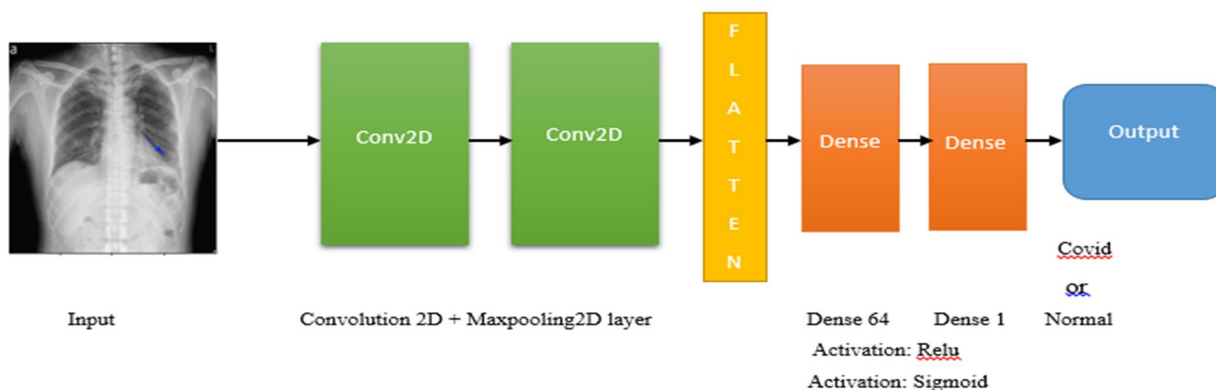 a
L
Conv2D
Conv2D
F
L
A
T
T
E
N
Dense
Dense
Output
Covid
or
Normal
Input
Convolution 2D + Maxpooling2D layer
Dense 64
Dense 1
Activation: Relu
Activation: Sigmoid